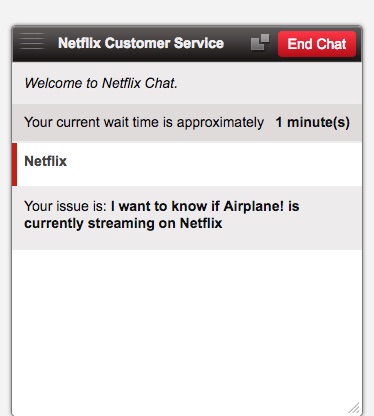 Netflix Customer Service
End Chat
Welcome to Netflix Chat.
Your current wait time is approximately 1 minute(s)
Netflix
Your issue is: I want to know if Airplane! is
currently streaming on Netflix